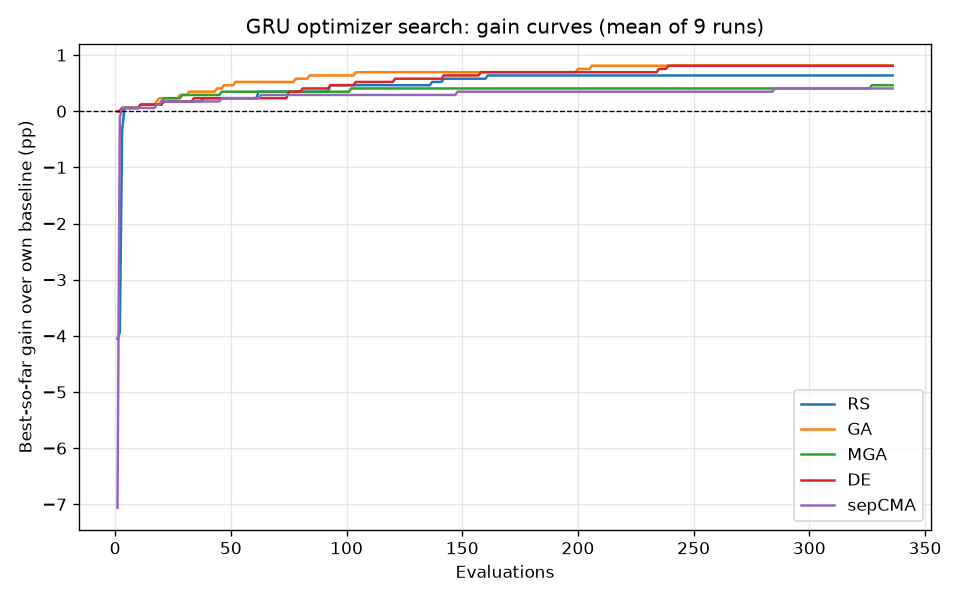 GRU optimizer search: gain curves (mean of 9 runs)
Best-so-far gain over own baseline (pp)
1
0
−1
−2
−3
−4
−5
−6
−7
RS
GA
MGA
DE
sepCMA
0 50 100 150 200 250 300 350
Evaluations